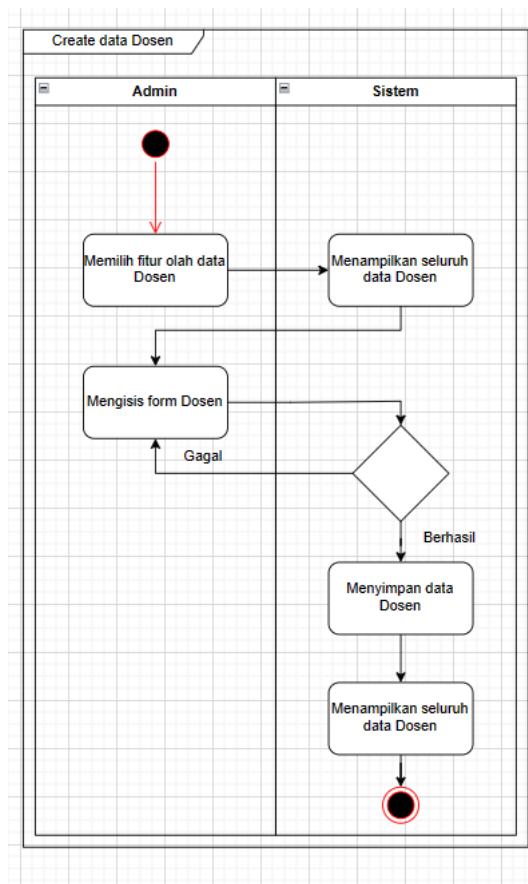 Create data Dosen
Admin
Sistem
Memilih fitur olah data
Dosen
Menampilkan seluruh
data Dosen
Mengisis form Dosen
Gagal
Berhasil
Menyimpan data
Dosen
Menampilkan seluruh
data Dosen